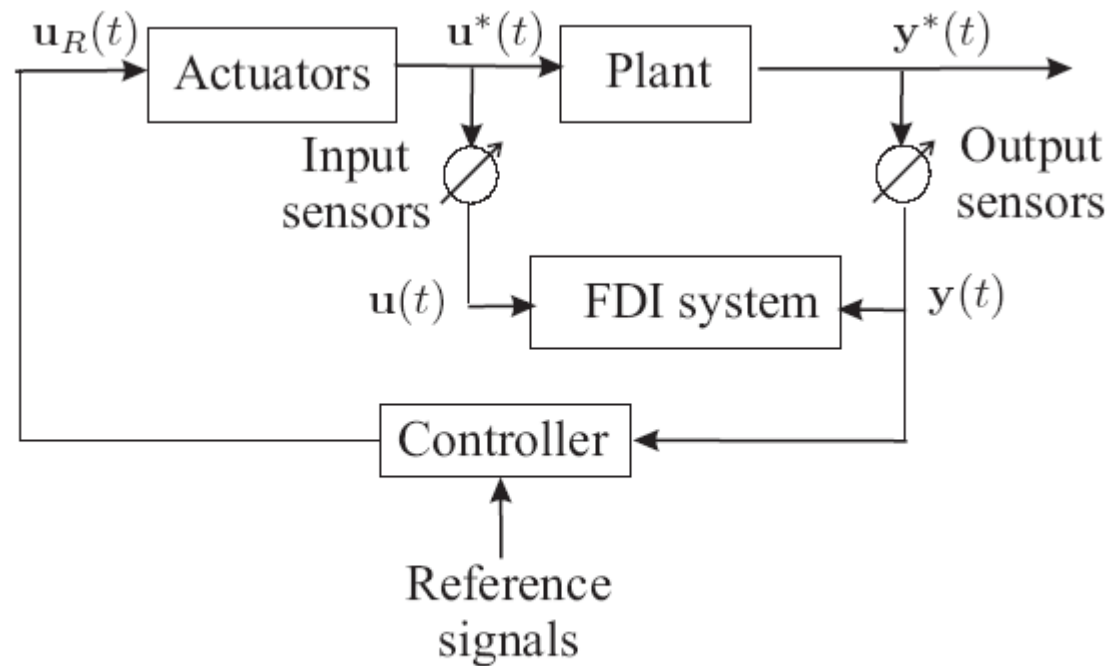 u_R(t)
u*(t)
y*(t)
Actuators
Plant
Input
sensors
Output
sensors
u(t)
FDI system
y(t)
Controller
Reference
signals